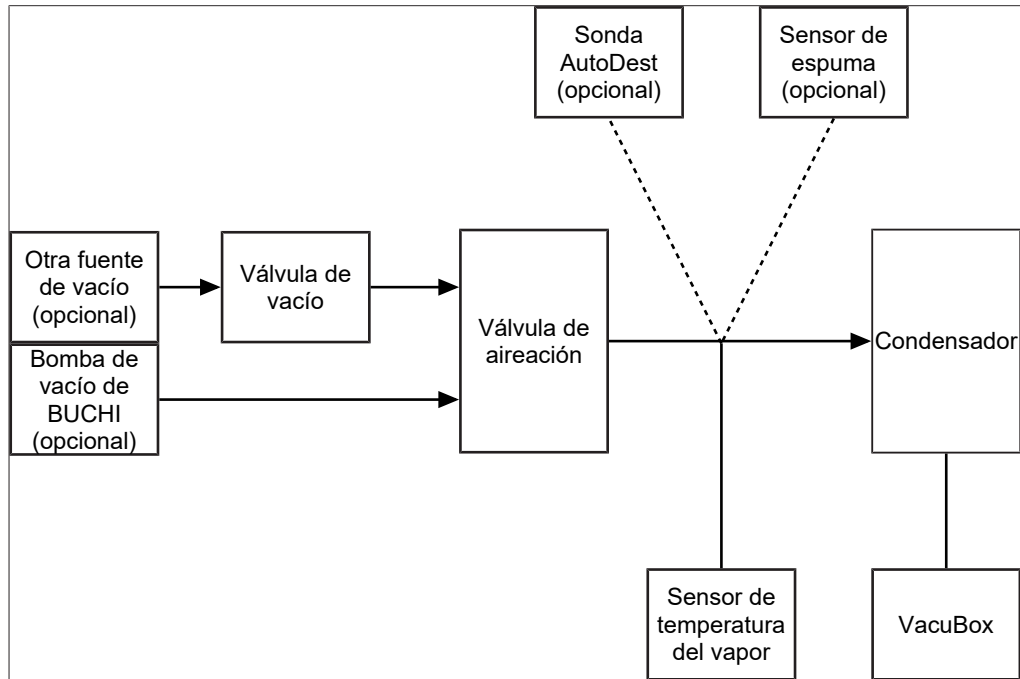 Sonda
AutoDest
(opcional)
Sensor de
espuma
(opcional)
Otra fuente
de vacío
(opcional)
Válvula de
vacío
Válvula de
aireación
Condensador
Bomba de
vacío de
BUCHI
(opcional)
Sensor de
temperatura
del vapor
VacuBox